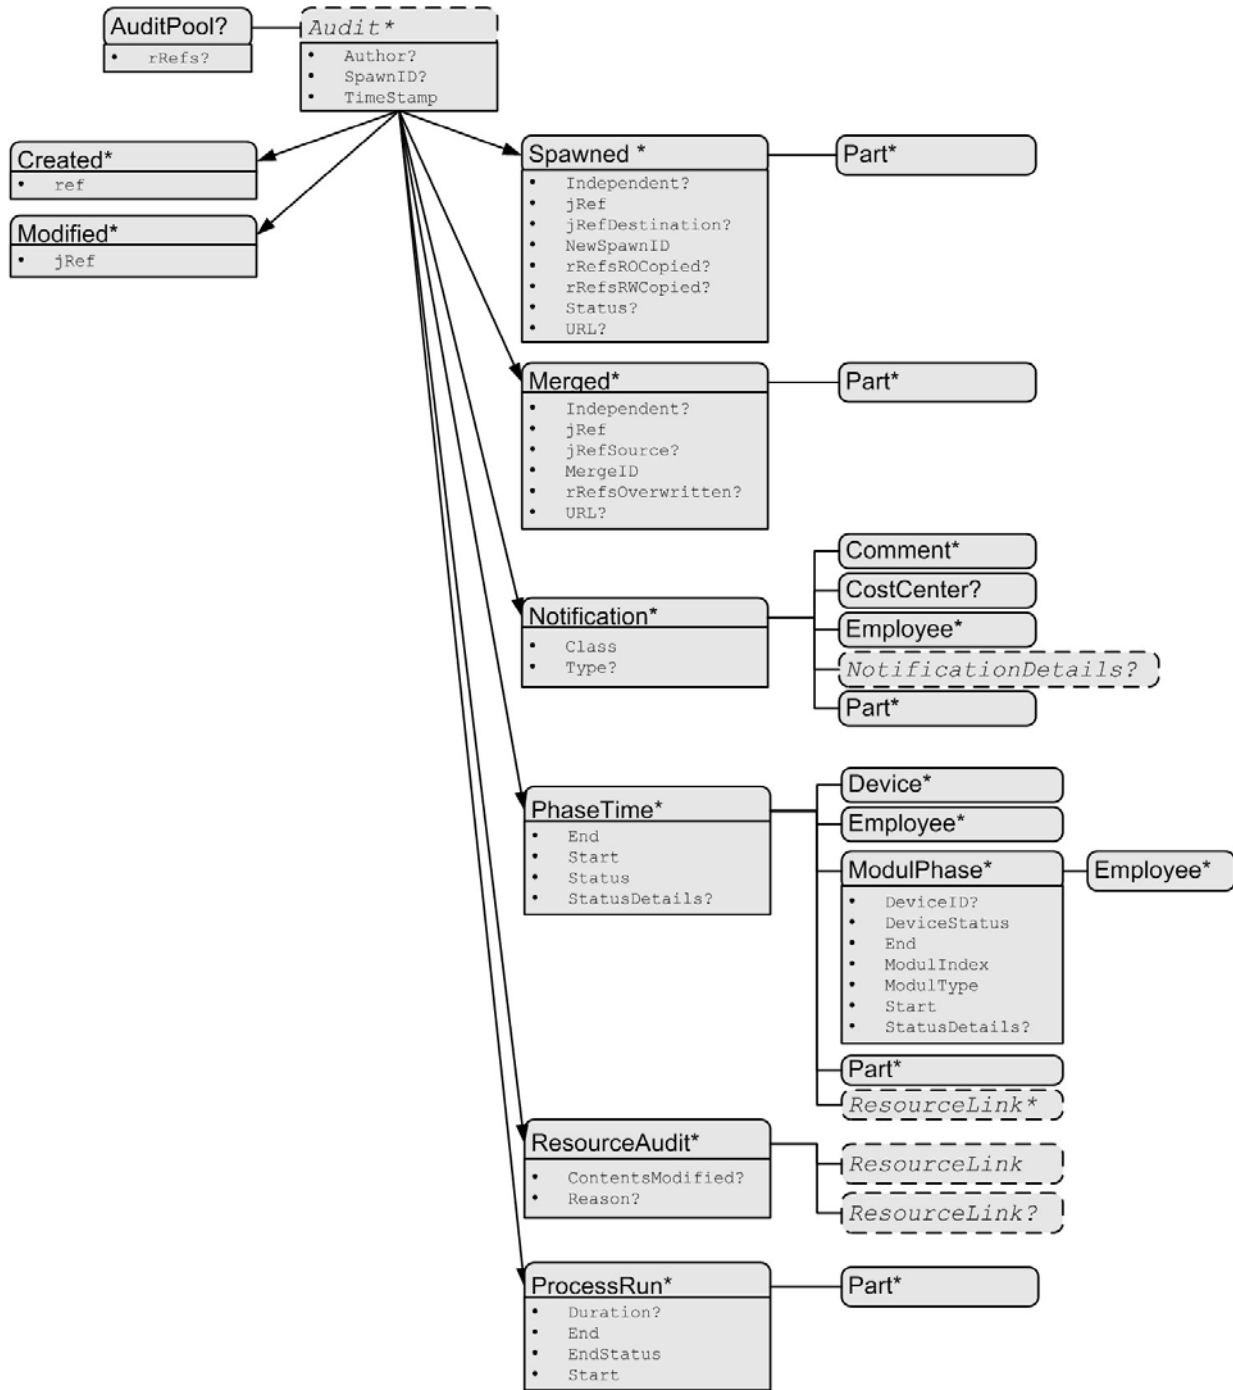 AuditPool?
• rRefs?
Audit*
• Author?
• SpawnID?
• TimeStamp
Created*
• ref
Modified*
• jRef
Spawned *
• Independent?
• jRef
• jRefDestination?
• NewSpawnID
• rRefsROCopied?
• rRefsRWCopied?
• Status?
• URL?
Part*
Merged*
• Independent?
• jRef
• jRefSource?
• MergeID
• rRefsOverwritten?
• URL?
Part*
Notification*
• Class
• Type?
Comment*
CostCenter?
Employee*
NotificationDetails?
Part*
PhaseTime*
• End
• Start
• Status
• StatusDetails?
Device*
Employee*
ModulPhase*
• DeviceID?
• DeviceStatus
• End
• ModulIndex
• ModulType
• Start
• StatusDetails?
Employee*
Part*
ResourceLink*
ResourceAudit*
• ContentsModified?
• Reason?
ResourceLink
ResourceLink?
ProcessRun*
• Duration?
• End
• EndStatus
• Start
Part*